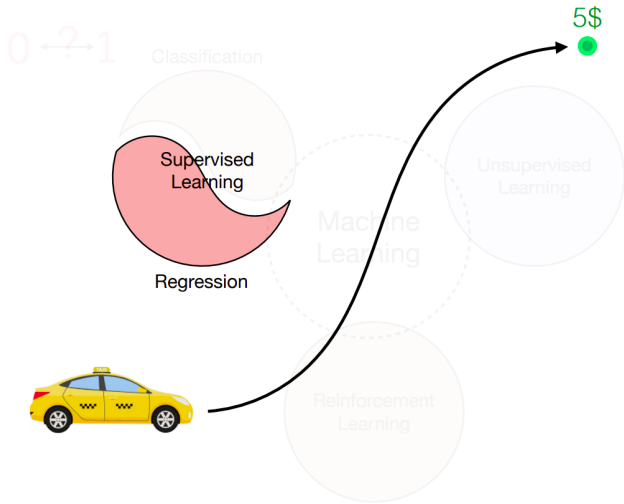 5$
0 ? 1
Classification
Supervised
Learning
Unsupervised
Learning
Machine
Learning
Regression
Reinforcement
Learning